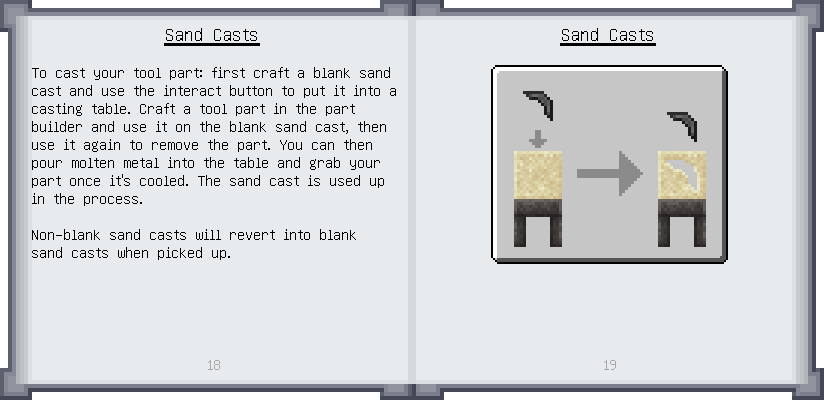 Sand Casts
To cast your tool part: first craft a blank sand
cast and use the interact button to put it into a
casting table. Craft a tool part in the part
builder and use it on the blank sand cast, then
use it again to remove the part. You can then
pour molten metal into the table and grab your
part once it's cooled. The sand cast is used up
in the process.
Non-blank sand casts will revert into blank
sand casts when picked up.
18
Sand Casts
19